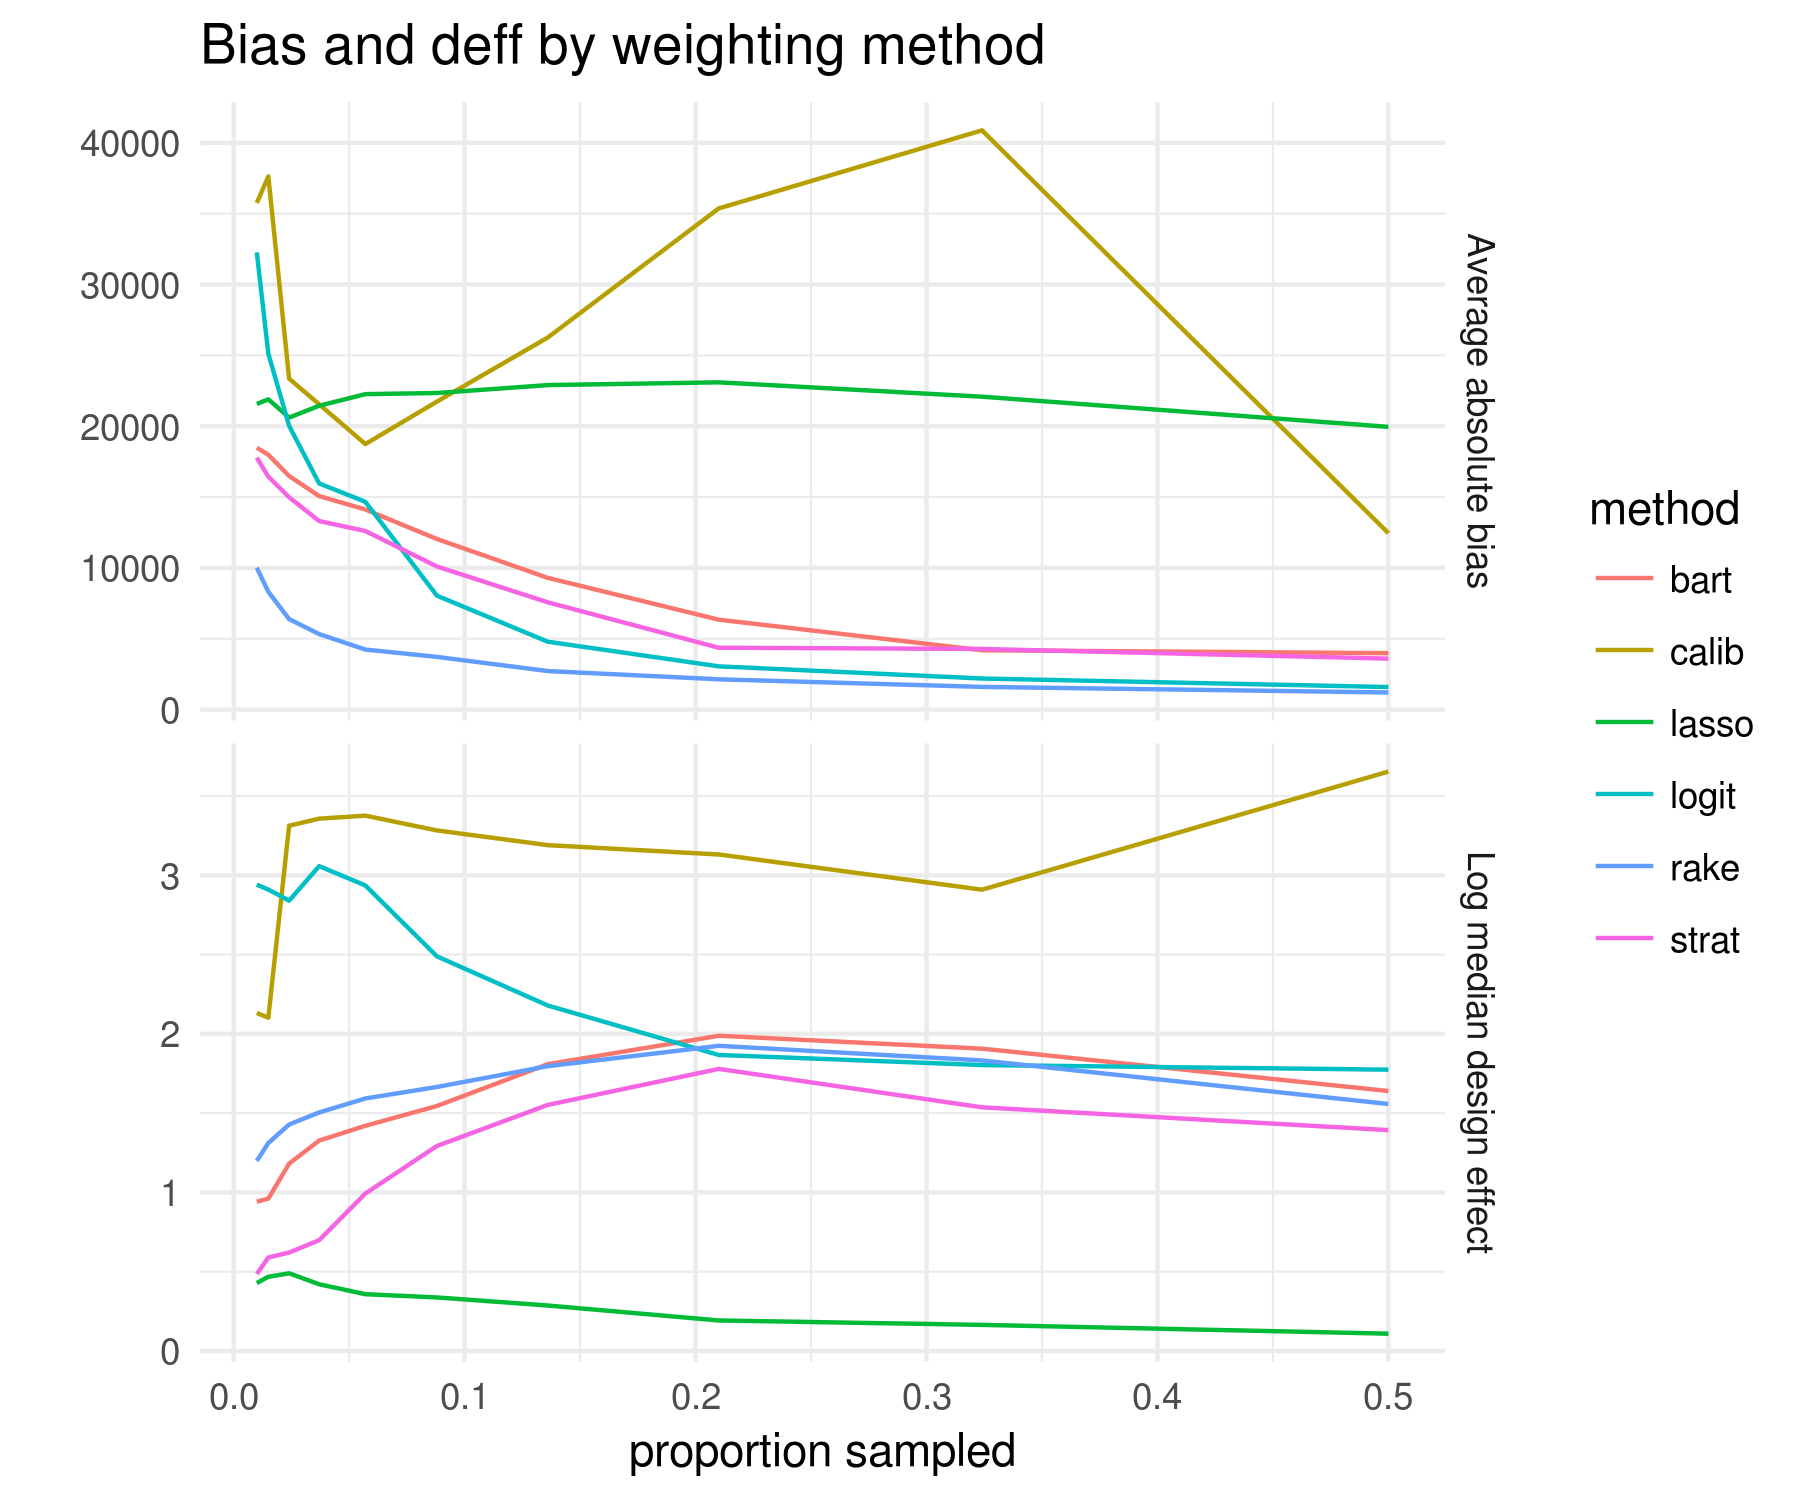 Bias and deff by weighting method
40000
30000
20000
10000
0
Average absolute bias
3
2
1
0
Log median design effect
0.0 0.1 0.2 0.3 0.4 0.5
proportion sampled
method
bart
calib
lasso
logit
rake
strat